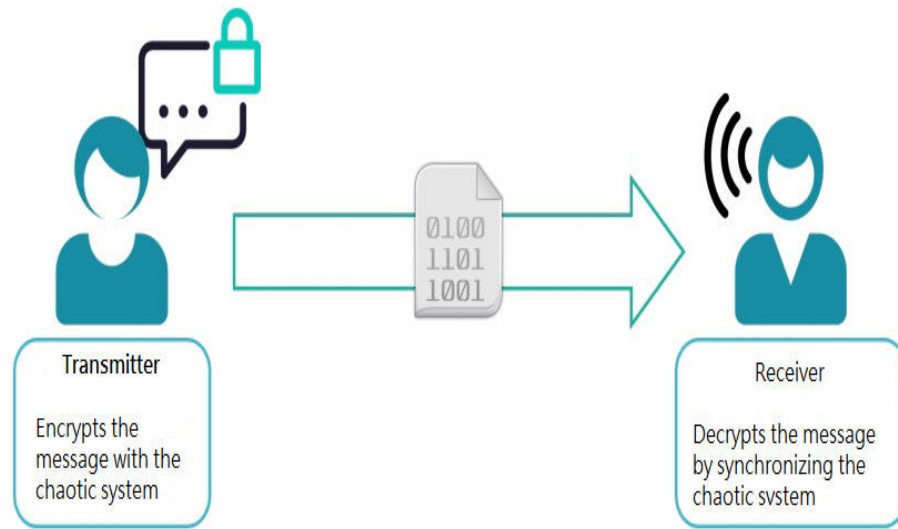 0100
1101
1001
Transmitter
Encrypts the
message with the
chaotic system
Receiver
Decrypts the message
by synchronizing the
chaotic system